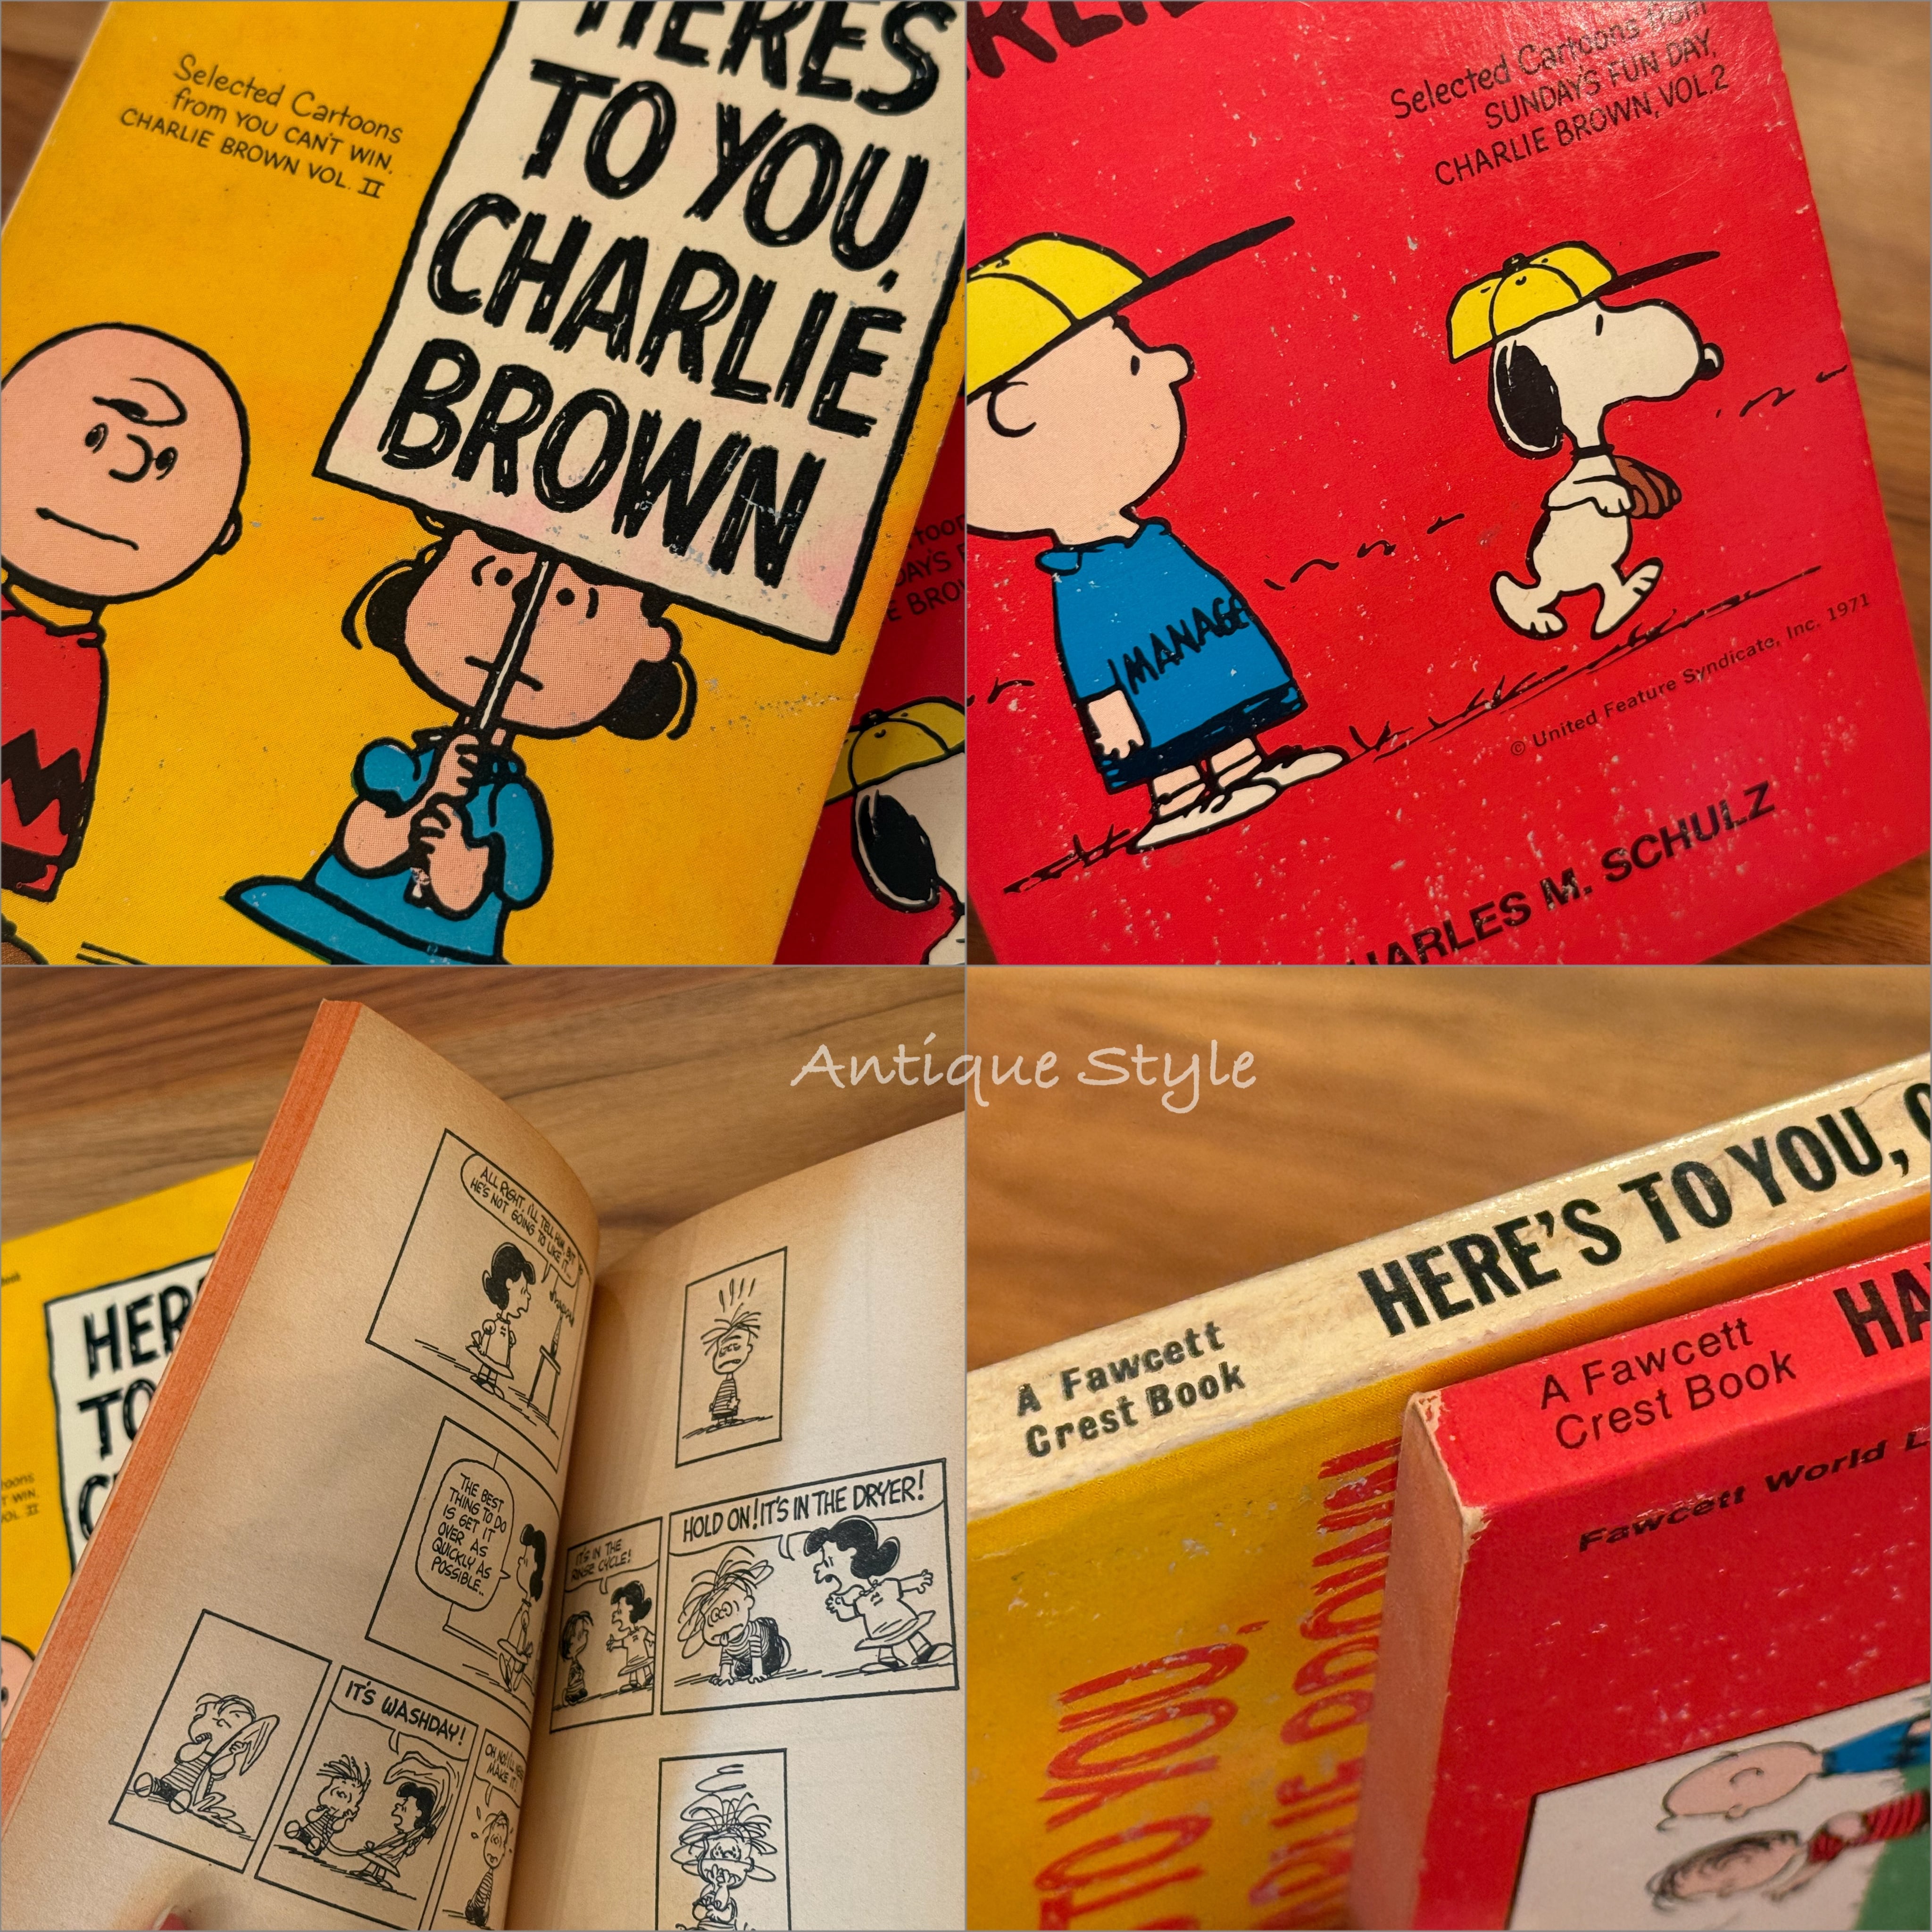 HERE'S
TO YOU,
CHARLIE
BROWN
Selected Cartoons
from YOU CAN'T WIN,
CHARLIE BROWN VOL. II
Selected Cartoons from
SUNDAY'S FUN DAY,
CHARLIE BROWN, VOL. 2
MANAGE
© United Feature Syndicate, Inc. 1971
CHARLES M. SCHULZ
Antique Style
ALL RIGHT, I'LL TELL HIM, BUT
HE'S NOT GOING TO LIKE IT...
THE BEST
THING TO DO
IS GET IT
OVER AS
QUICKLY AS
POSSIBLE..
IT'S WASHDAY!
IT'S IN THE
RINSE CYCLE!
HOLD ON! IT'S IN THE DRYER!
HERE'S TO YOU,
A Fawcett
Crest Book
A Fawcett
Crest Book
HA
Fawcett World
TO YOU,